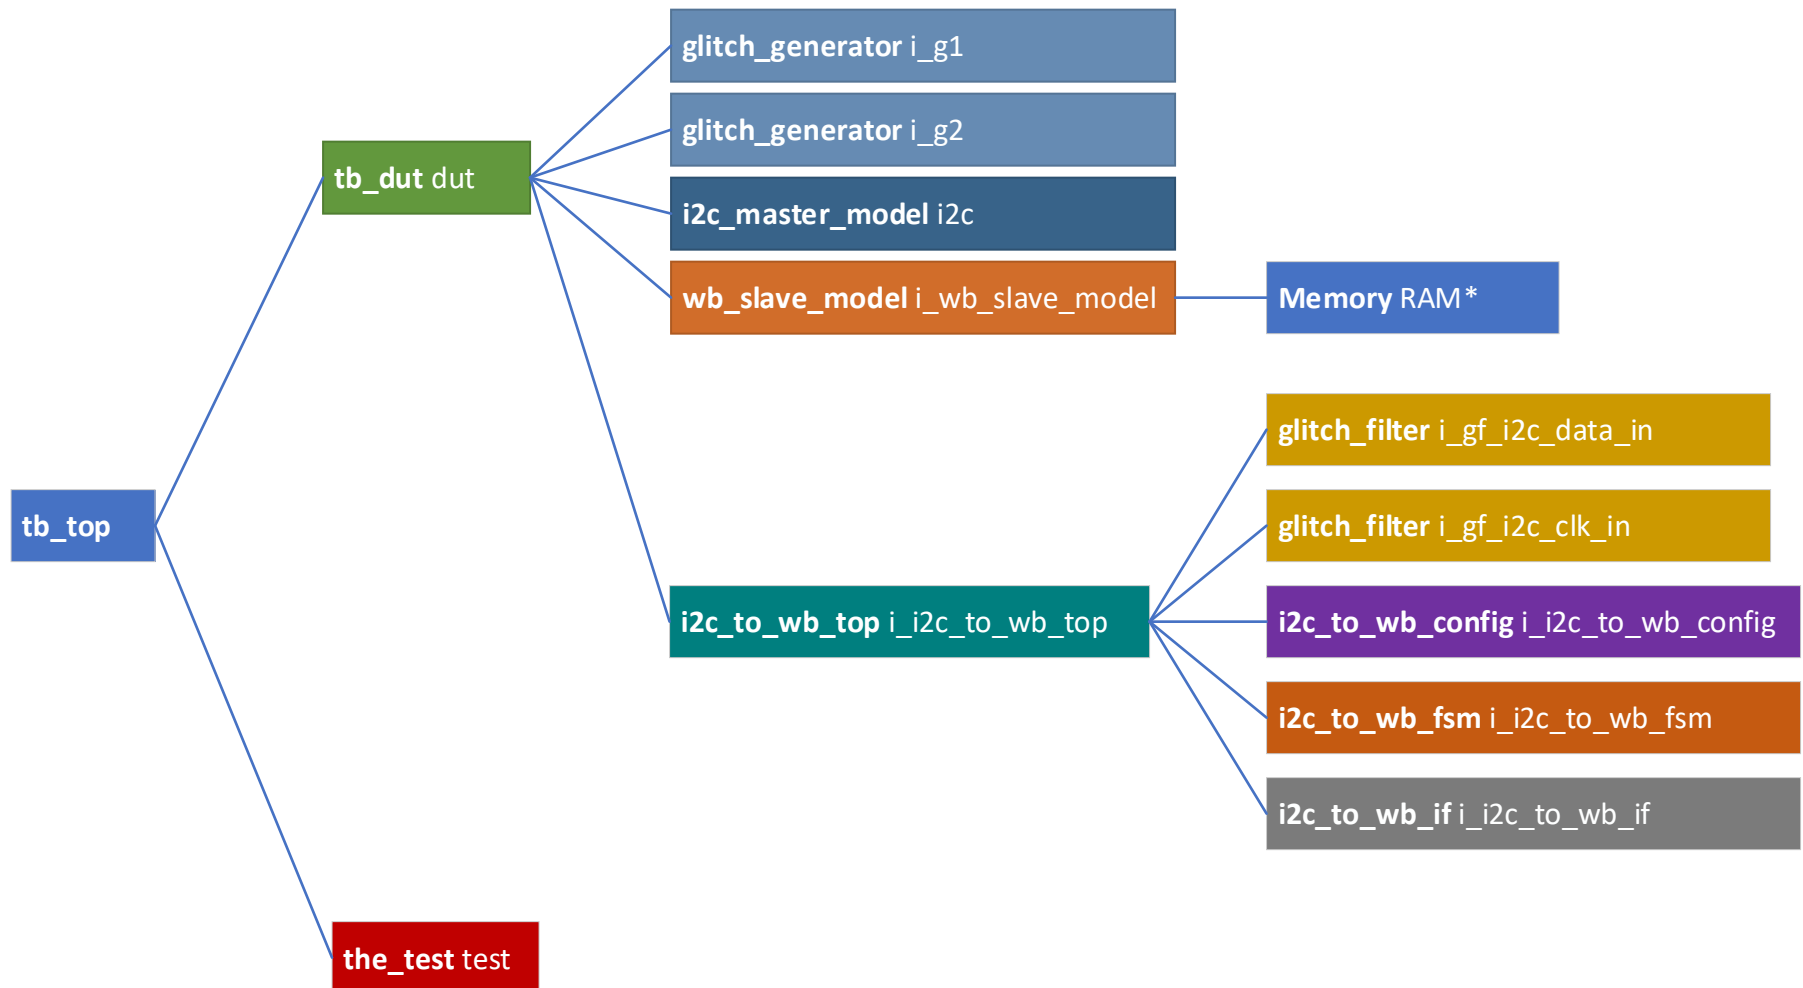 glitch_generator i_g1
glitch_generator i_g2
tb_dut dut
i2c_master_model i2c
wb_slave_model i_wb_slave_model
Memory RAM*
glitch_filter i_gf_i2c_data_in
tb_top
glitch_filter i_gf_i2c_clk_in
i2c_to_wb_top i_i2c_to_wb_top
i2c_to_wb_config i_i2c_to_wb_config
i2c_to_wb_fsm i_i2c_to_wb_fsm
i2c_to_wb_if i_i2c_to_wb_if
the_test test